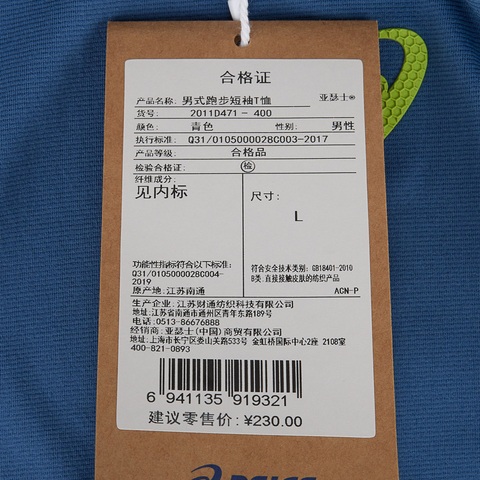 合格证
产品名称: 男式跑步短袖T恤 亚瑟士®
货号: 2011D471 - 400
颜色: 青色 性别: 男性
执行标准: Q31/0105000028C003-2017
产品等级: 合格品
检验合格证: 检
纤维成分:
见内标
尺寸:
L
功能性指标符合以下标准:
Q31/0105000028C004-
2019
原产地: 江苏南通
符合安全技术类别: GB18401-2010
B类: 直接接触皮肤的纺织产品
ACN-P
生产企业: 江苏财通纺织科技有限公司
地址: 江苏省南通市通州区青年东路189号
电话: 0513-86676888
经销商: 亚瑟士(中国)商贸有限公司
地址: 上海市长宁区娄山关路533号 金虹桥国际中心2座 2108室
400-821-0893
6 941135 919321
建议零售价: ¥230.00
asics